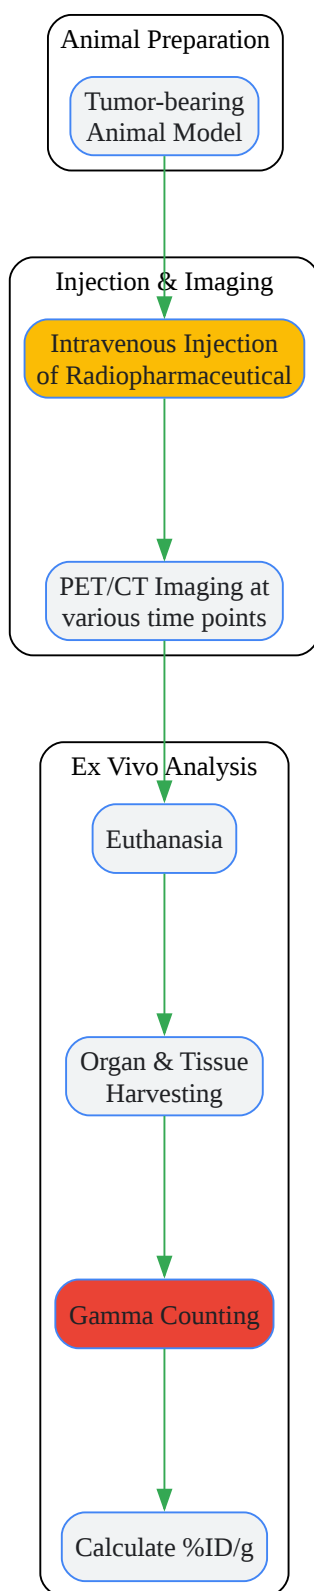 Animal Preparation
Tumor-bearing
Animal Model
Injection & Imaging
Intravenous Injection
of Radiopharmaceutical
PET/CT Imaging at
various time points
Ex Vivo Analysis
Euthanasia
Organ & Tissue
Harvesting
Gamma Counting
Calculate %ID/g